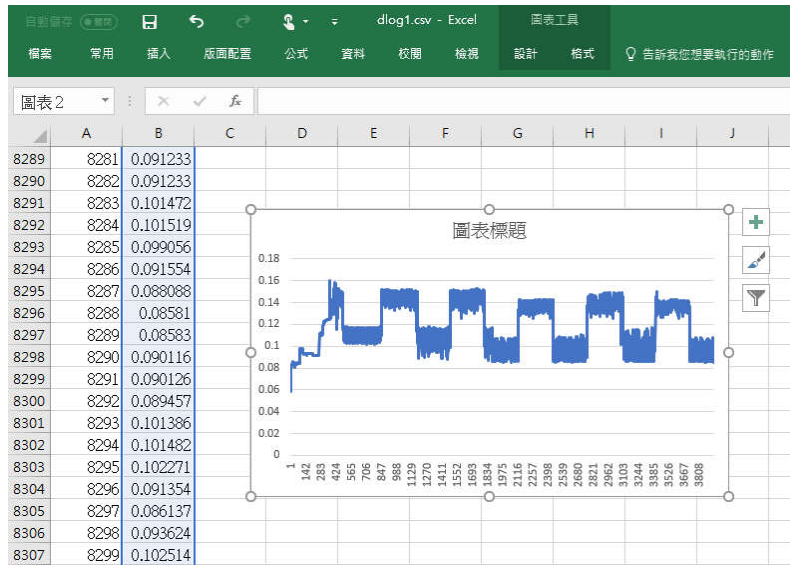 自動儲存 關閉 dlog1.csv - Excel 圖表工具
檔案 常用 插入 版面配置 公式 資料 校閱 檢視 設計 格式 告訴我您想要執行的動作
圖表 2 fx
A B C D E F G H I J
8289 8281 0.091233
8290 8282 0.091233
8291 8283 0.101472
8292 8284 0.101519
8293 8285 0.099056
8294 8286 0.091554
8295 8287 0.088088
8296 8288 0.08581
8297 8289 0.08583
8298 8290 0.090116
8299 8291 0.090126
8300 8292 0.089457
8301 8293 0.101386
8302 8294 0.101482
8303 8295 0.102271
8304 8296 0.091354
8305 8297 0.086137
8306 8298 0.093624
8307 8299 0.102514
圖表標題
0.18
0.16
0.14
0.12
0.1
0.08
0.06
0.04
0.02
0
1 142 283 424 565 706 847 988 1129 1270 1411 1552 1693 1834 1975 2116 2257 2398 2539 2680 2821 2962 3103 3244 3385 3526 3667 3808